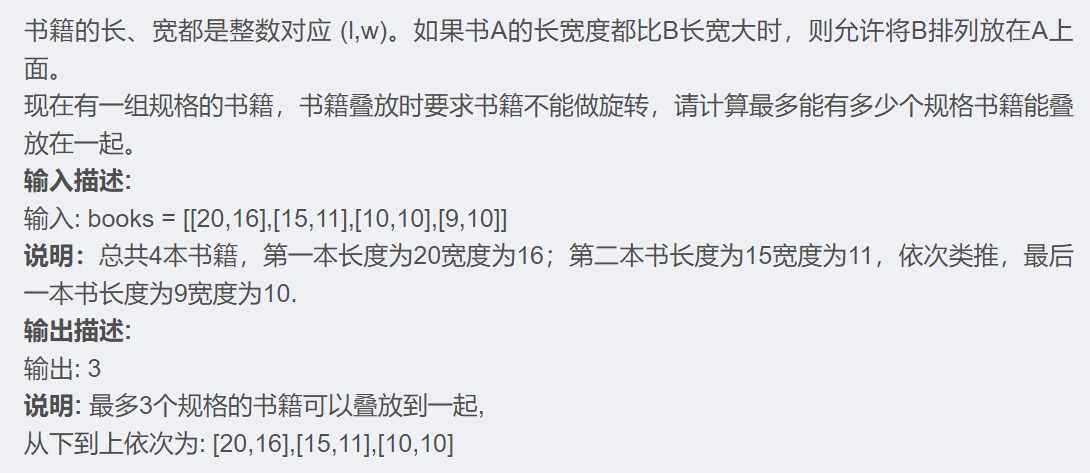 书籍的长、宽都是整数对应 (l,w)。如果书A的长宽度都比B长宽大时，则允许将B排列放在A上
面。
现在有一组规格的书籍，书籍叠放时要求书籍不能做旋转，请计算最多能有多少个规格书籍能叠
放在一起。
输入描述:
输入: books = [[20,16],[15,11],[10,10],[9,10]]
说明：总共4本书籍，第一本长度为20宽度为16；第二本书长度为15宽度为11，依次类推，最后
一本书长度为9宽度为10.
输出描述:
输出: 3
说明: 最多3个规格的书籍可以叠放到一起,
从下到上依次为: [20,16],[15,11],[10,10]